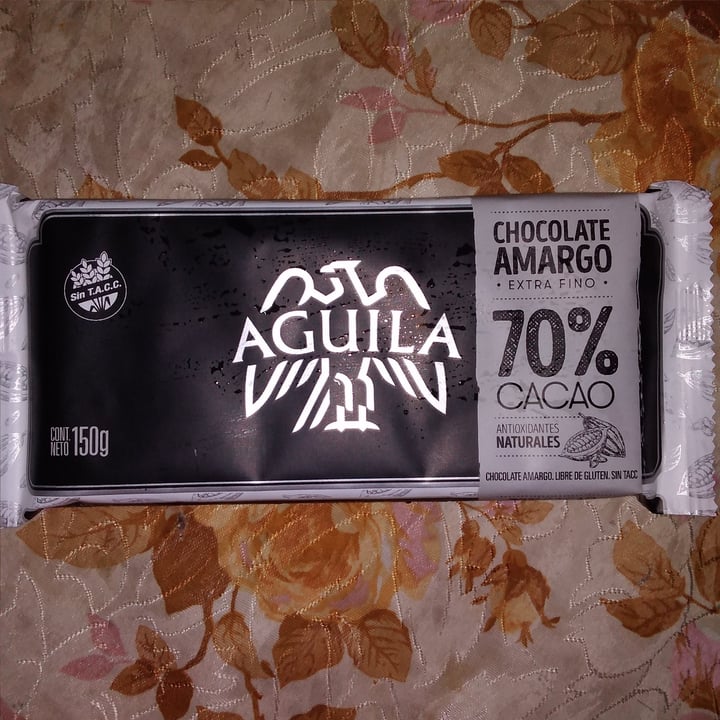 Sin T.A.C.C.
AGUILA
CONT.
NETO 150g
CHOCOLATE
AMARGO
• EXTRA FINO •
70%
CACAO
ANTIOXIDANTES
NATURALES
CHOCOLATE AMARGO. LIBRE DE GLUTEN. SIN TACC